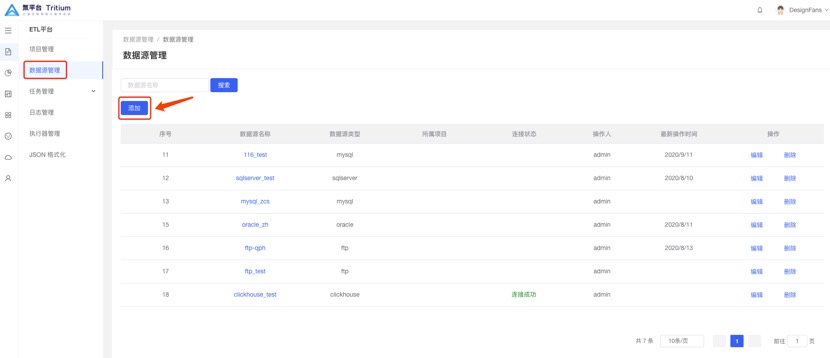 氚平台 Tritium
DesignFans
ETL平台
项目管理
数据源管理
任务管理
日志管理
执行器管理
JSON 格式化
数据源管理 / 数据源管理
数据源管理
数据源名称 搜索
添加
序号 数据源名称 数据源类型 所属项目 连接状态 操作人 最新操作时间 操作
11 116_test mysql admin 2020/9/11 编辑 删除
12 sqlserver_test sqlserver admin 2020/8/10 编辑 删除
13 mysql_zcs mysql admin 编辑 删除
15 oracle_zh oracle admin 2020/8/11 编辑 删除
16 ftp-qph ftp admin 2020/8/13 编辑 删除
17 ftp_test ftp admin 编辑 删除
18 clickhouse_test clickhouse 连接成功 admin 编辑 删除
共 7 条 10条/页 1 前往 1 页